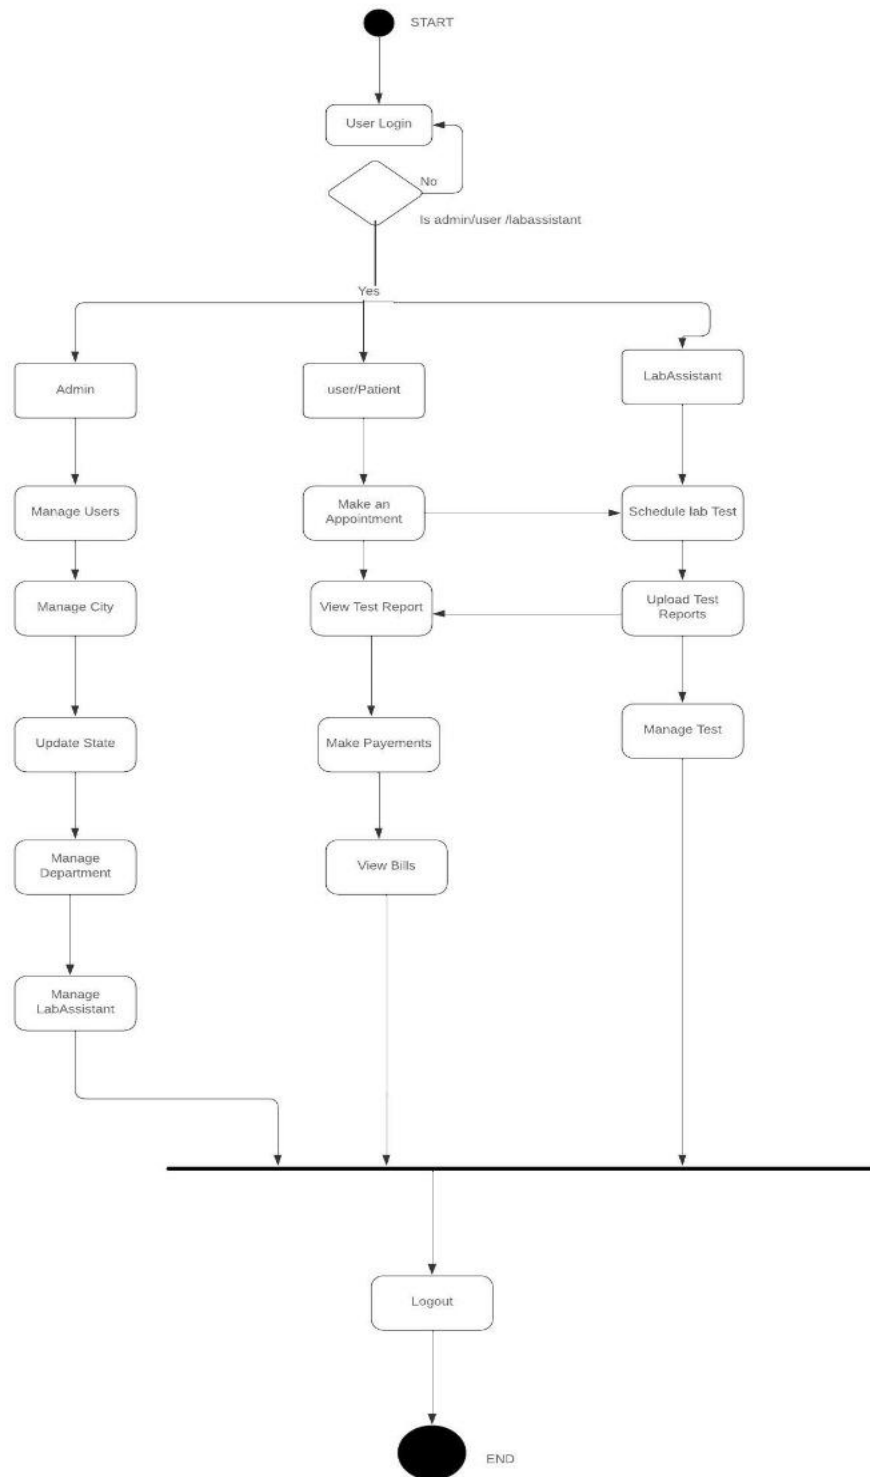 START
User Login
No
Is admin/user /labassistant
Yes
Admin
user/Patient
LabAssistant
Manage Users
Make an
Appointment
Schedule lab Test
Manage City
View Test Report
Upload Test
Reports
Update State
Make Payements
Manage Test
Manage
Department
View Bills
Manage
LabAssistant
Logout
END